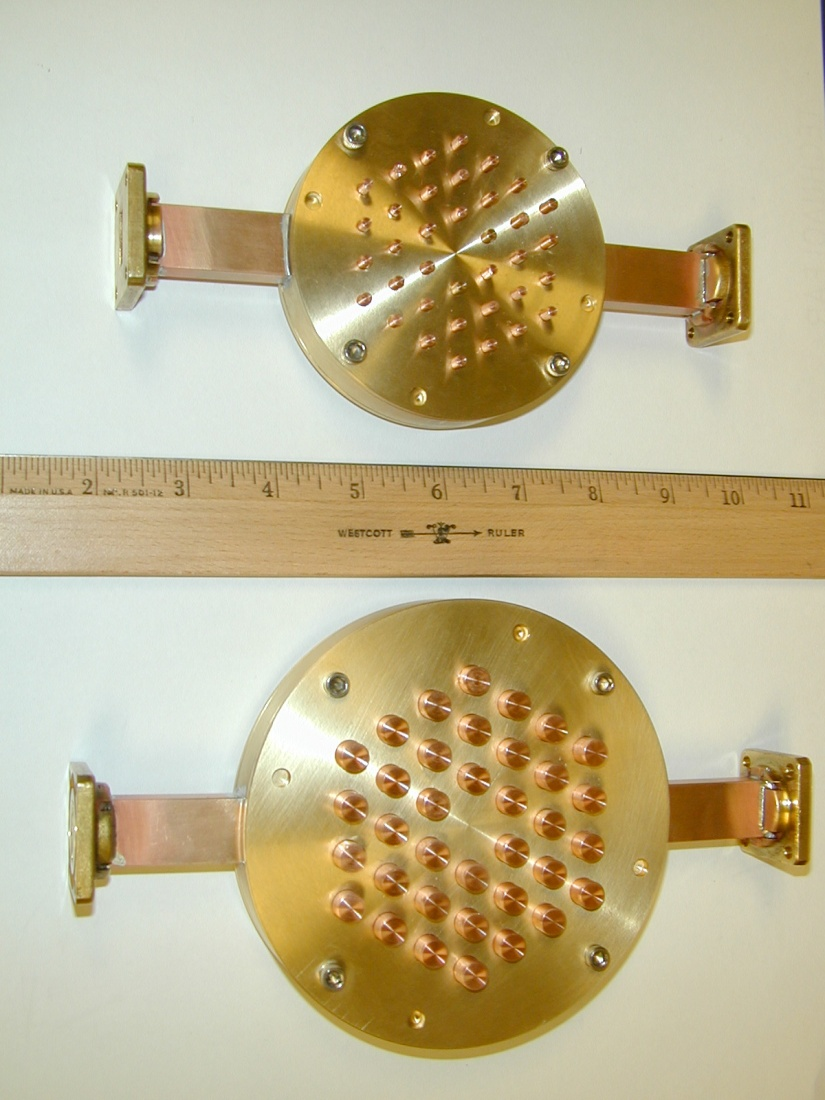 2 3 4 5 6 7 8 9 10 11
MADE IN U.S.A.
WESTCOTT RULER